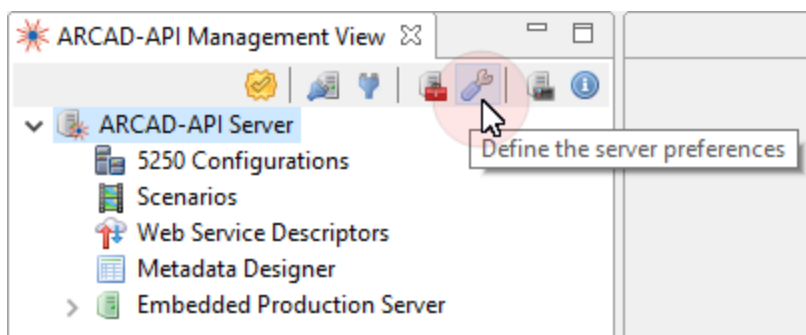 ARCAD-API Management View
ARCAD-API Server
Define the server preferences
5250 Configurations
Scenarios
Web Service Descriptors
Metadata Designer
Embedded Production Server